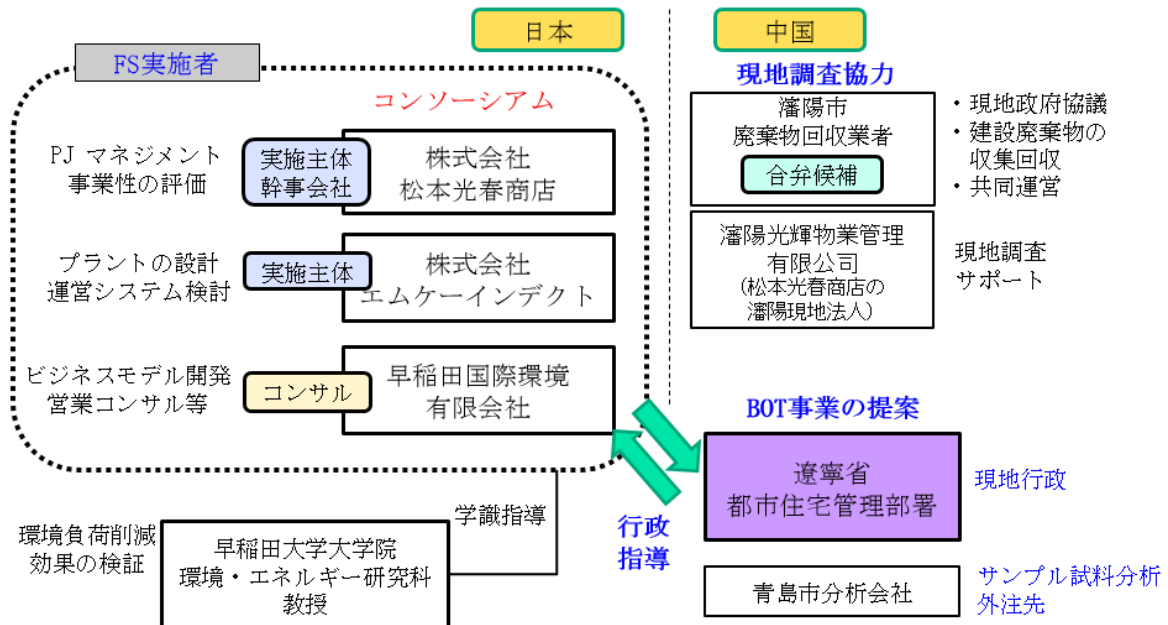 日本
中国
FS実施者
コンソーシアム
PJ マネジメント
事業性の評価
実施主体
幹事会社
株式会社
松本光春商店
プラントの設計
運営システム検討
実施主体
株式会社
エムケーインデクト
ビジネスモデル開発
営業コンサル等
コンサル
早稲田国際環境
有限会社
環境負荷削減
効果の検証
学識指導
早稲田大学大学院
環境・エネルギー研究科
教授
現地調査協力
瀋陽市
廃棄物回収業者
合弁候補
・現地政府協議
・建設廃棄物の
収集回収
・共同運営
瀋陽光輝物業管理
有限公司
(松本光春商店の
瀋陽現地法人)
現地調査
サポート
BOT事業の提案
行政
指導
遼寧省
都市住宅管理部署
現地行政
青島市分析会社
サンプル試料分析
外注先